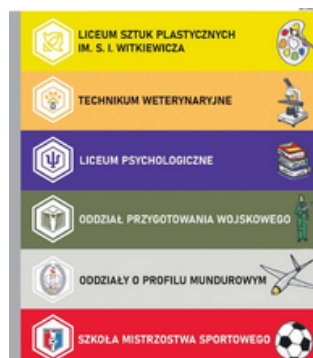 LICEUM SZTUK PLASTYCZNYCH
IM. S. I. WITKIEWICZA
TECHNIKUM WETERYNARYJNE
LICEUM PSYCHOLOGICZNE
ODDZIAŁ PRZYGOTOWANIA WOJSKOWEGO
ODDZIAŁY O PROFILU MUNDUROWYM
SZKOŁA MISTRZOSTWA SPORTOWEGO